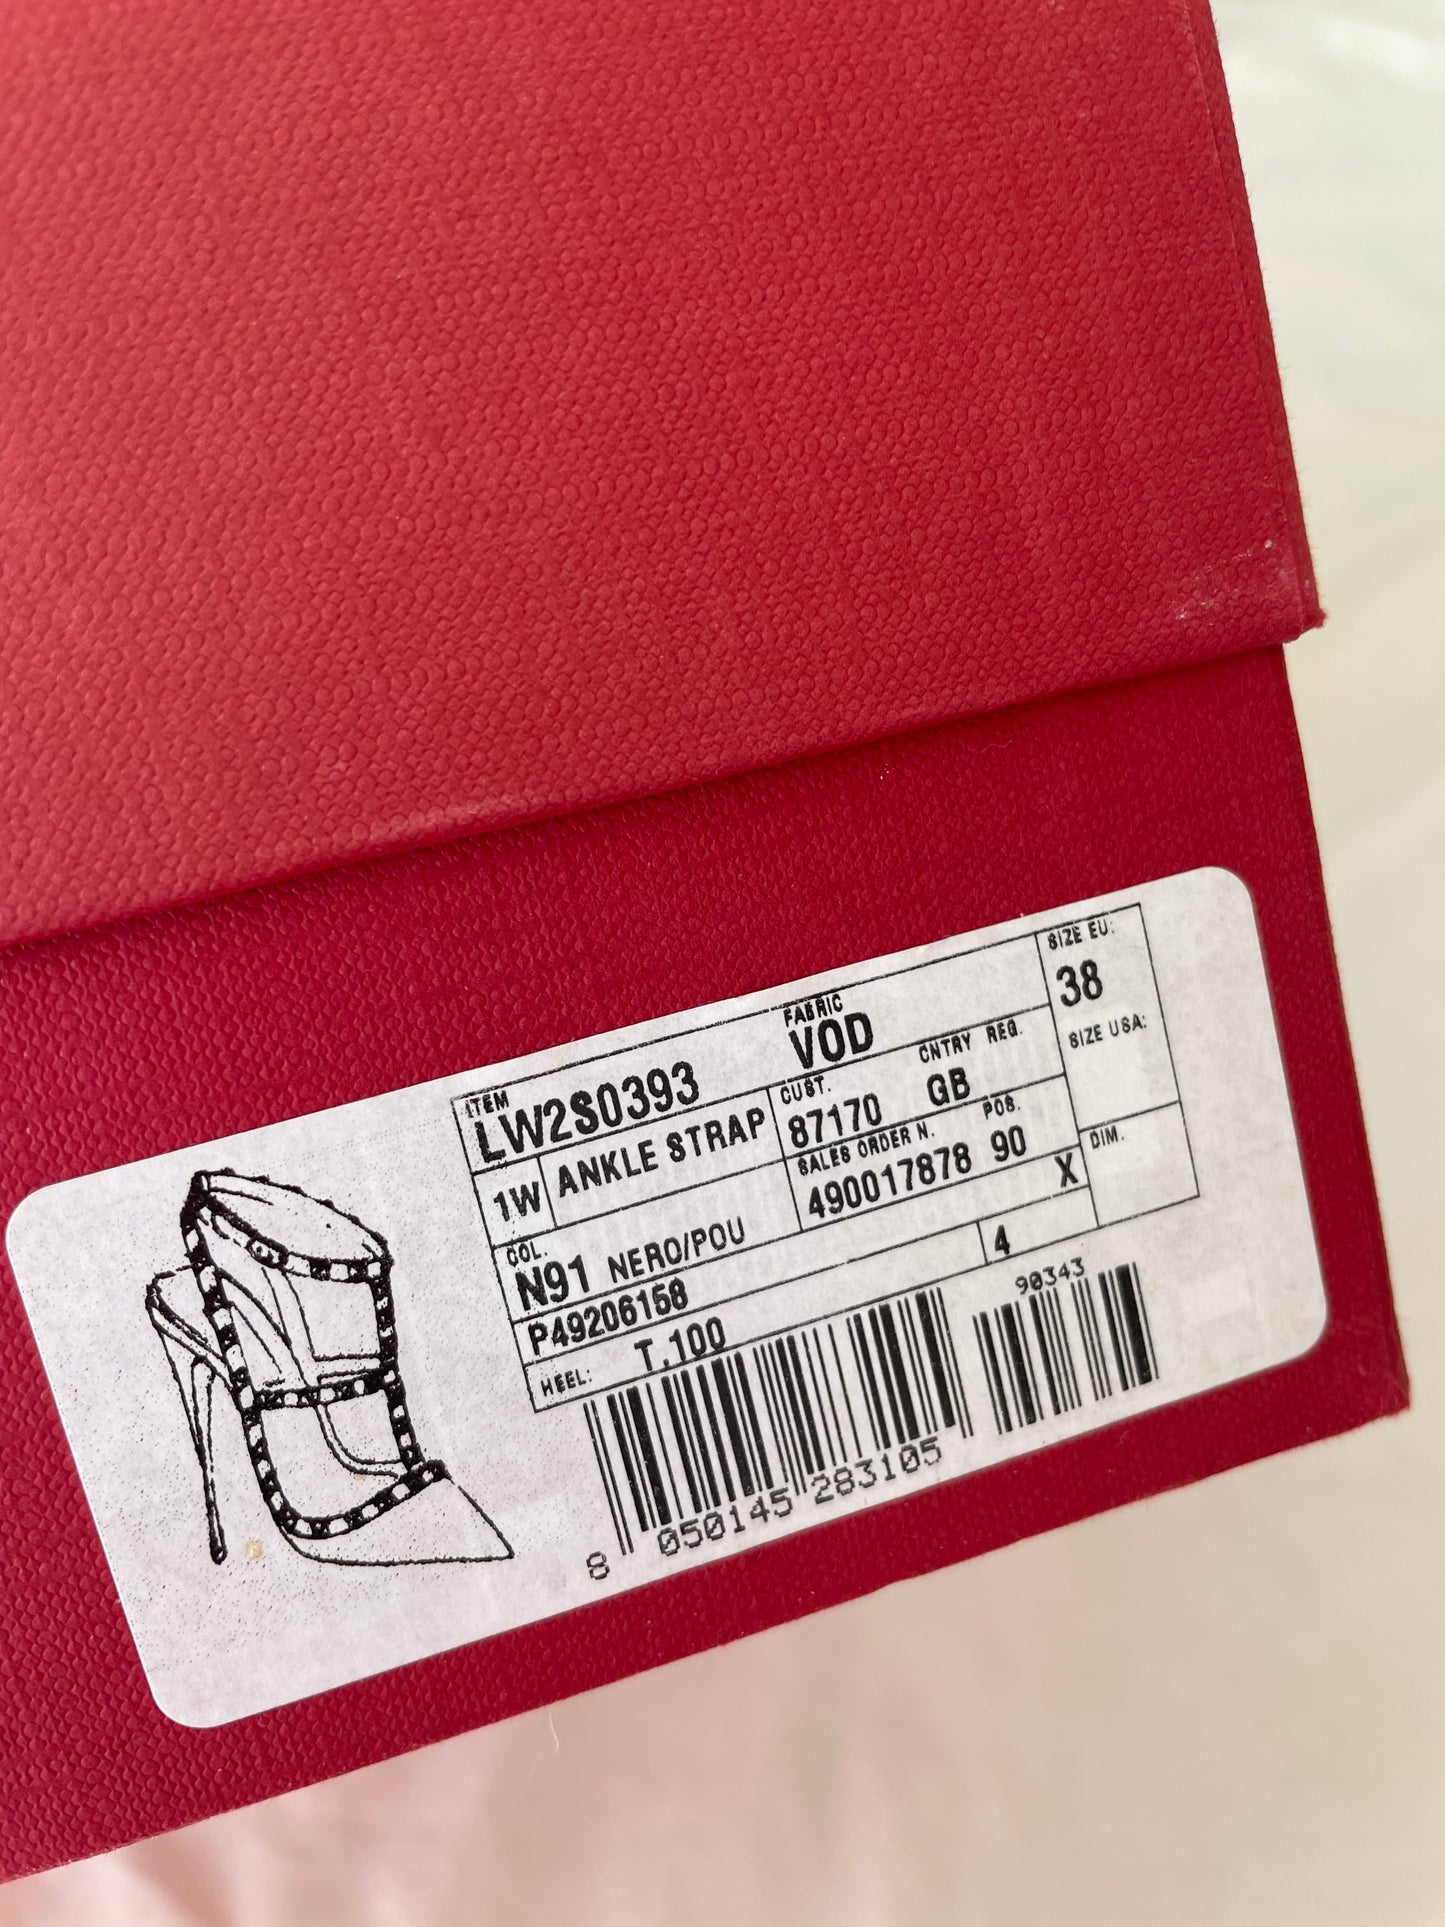 ITEM
LW2S0393
FABRIC
VOD
SIZE EU:
38
1W ANKLE STRAP
CUST.
87170
CNTRY REG.
GB
SIZE USA:
SALES ORDER N.
490017878
POS.
90
COL.
N91 NERO/POU
X
DIM.
P49206158
4
HEEL: T.100
90343
8 050145 283105